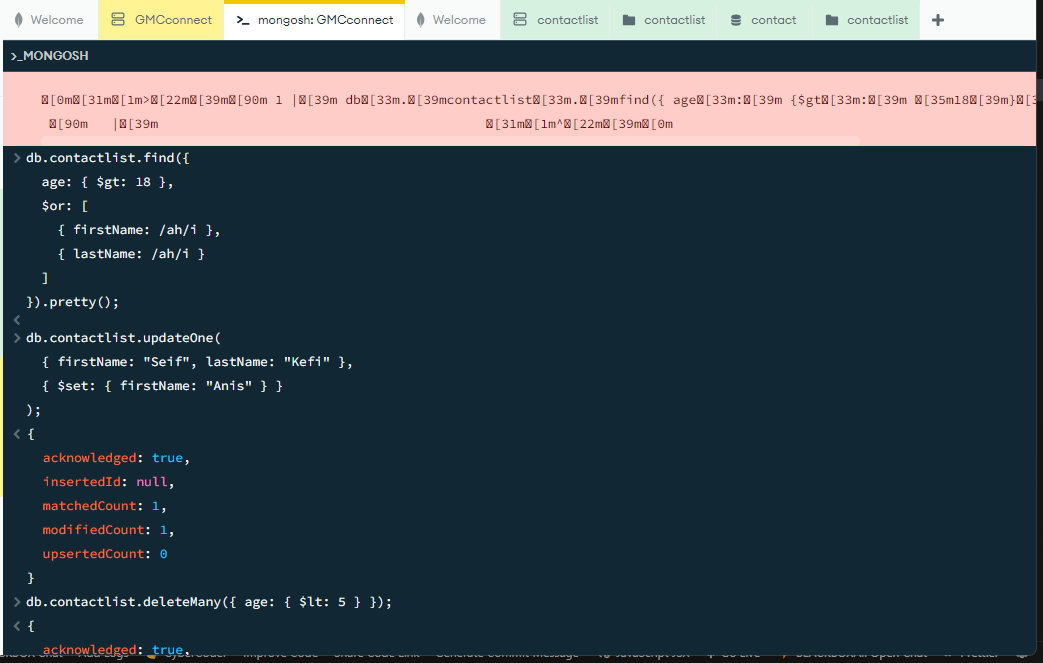 Welcome GMCconnect >_ mongosh: GMCconnect Welcome contactlist contactlist contact contactlist +
>_MONGOSH
�[0m�[31m�[1m>�[22m�[39m�[90m 1 |�[39m db�[33m.�[39mcontactlist�[33m.�[39mfind({ age�[33m:�[39m {$gt�[33m:�[39m �[35m18�[39m}�[3
�[90m   |�[39m �[31m�[1m^�[22m�[39m�[0m
> db.contactlist.find({
age: { $gt: 18 },
$or: [
{ firstName: /ah/i },
{ lastName: /ah/i }
]
}).pretty();
<
> db.contactlist.updateOne(
{ firstName: "Seif", lastName: "Kefi" },
{ $set: { firstName: "Anis" } }
);
< {
acknowledged: true,
insertedId: null,
matchedCount: 1,
modifiedCount: 1,
upsertedCount: 0
}
> db.contactlist.deleteMany({ age: { $lt: 5 } });
< {
acknowledged: true,